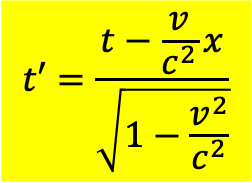 t′ = (t − (v/c²)x) / √(1 − v²/c²)